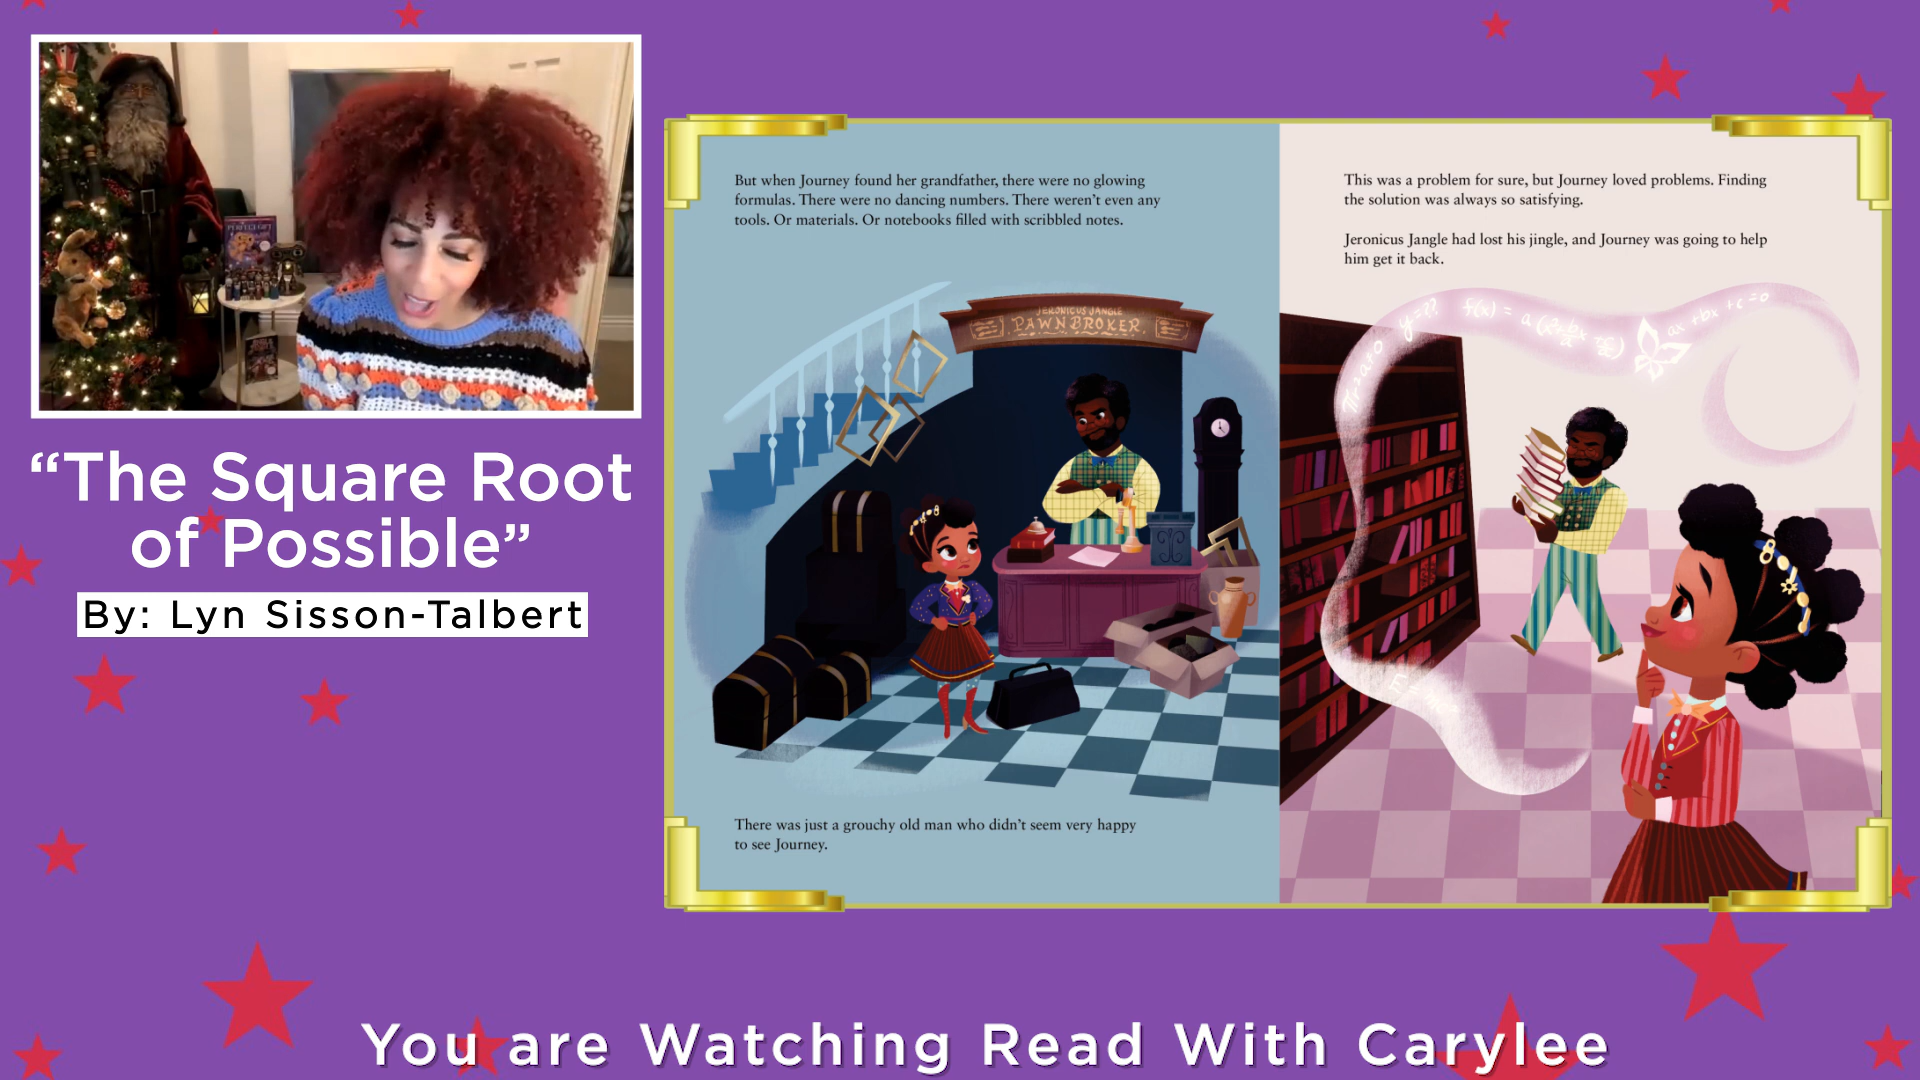 “The Square Root
of Possible”
By: Lyn Sisson-Talbert
But when Journey found her grandfather, there were no glowing
formulas. There were no dancing numbers. There weren’t even any
tools. Or materials. Or notebooks filled with scribbled notes.
JERONICUS JANGLE
PAWNBROKER
There was just a grouchy old man who didn’t seem very happy
to see Journey.
This was a problem for sure, but Journey loved problems. Finding
the solution was always so satisfying.
Jeronicus Jangle had lost his jingle, and Journey was going to help
him get it back.
y=??
f(x) =
ax +bx +c=0
You are Watching Read With Carylee